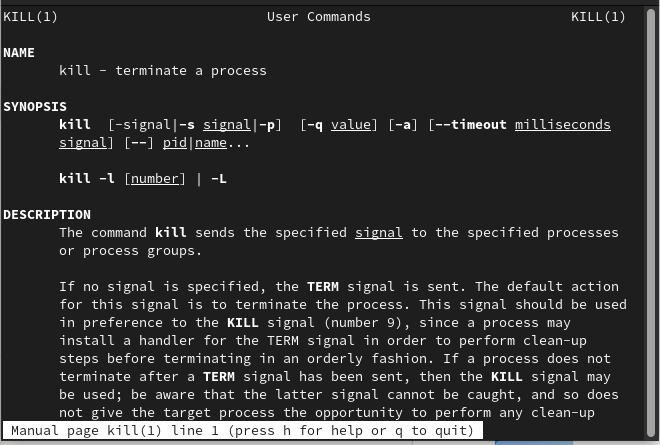 KILL(1) User Commands KILL(1)
NAME
kill - terminate a process
SYNOPSIS
kill [-signal|-s signal|-p] [-q value] [-a] [--timeout milliseconds
signal] [--] pid|name...
kill -l [number] | -L
DESCRIPTION
The command kill sends the specified signal to the specified processes
or process groups.
If no signal is specified, the TERM signal is sent. The default action
for this signal is to terminate the process. This signal should be used
in preference to the KILL signal (number 9), since a process may
install a handler for the TERM signal in order to perform clean-up
steps before terminating in an orderly fashion. If a process does not
terminate after a TERM signal has been sent, then the KILL signal may
be used; be aware that the latter signal cannot be caught, and so does
not give the target process the opportunity to perform any clean-up
Manual page kill(1) line 1 (press h for help or q to quit)